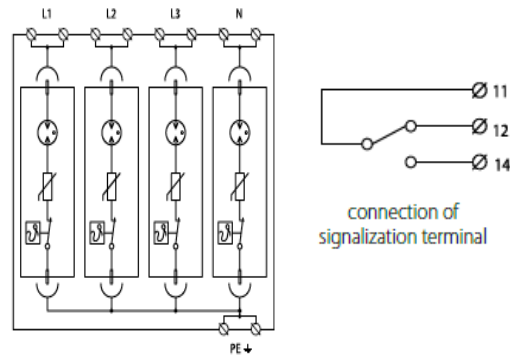 L1 L2 L3 N
11
12
14
connection of
signalization terminal
PE